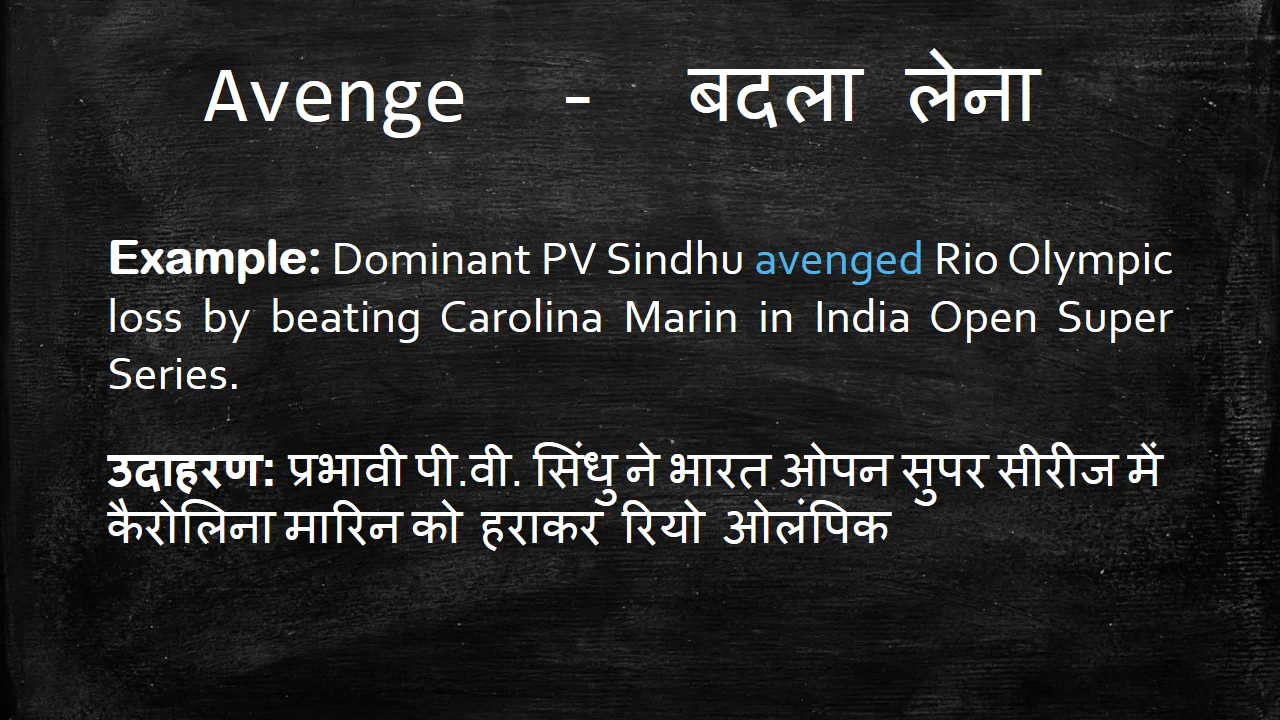 Avenge - बदला लेना
Example: Dominant PV Sindhu avenged Rio Olympic
loss by beating Carolina Marin in India Open Super
Series.
उदाहरण: प्रभावी पी.वी. सिंधु ने भारत ओपन सुपर सीरीज में
कैरोलिना मारिन को हराकर रियो ओलंपिक